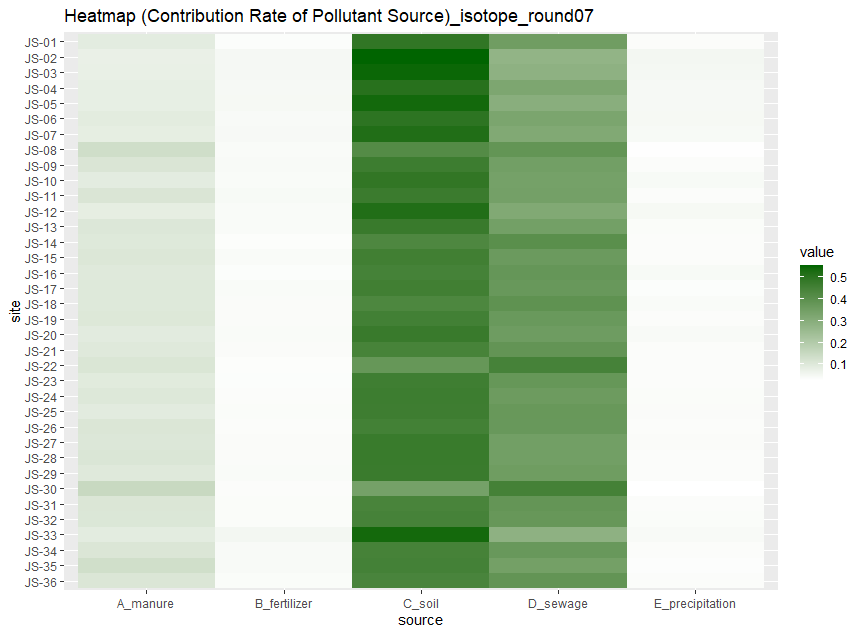 Heatmap (Contribution Rate of Pollutant Source)_isotope_round07
JS-01
JS-02
JS-03
JS-04
JS-05
JS-06
JS-07
JS-08
JS-09
JS-10
JS-11
JS-12
JS-13
JS-14
JS-15
JS-16
JS-17
JS-18
JS-19
JS-20
JS-21
JS-22
JS-23
JS-24
JS-25
JS-26
JS-27
JS-28
JS-29
JS-30
JS-31
JS-32
JS-33
JS-34
JS-35
JS-36
site
A_manure B_fertilizer C_soil D_sewage E_precipitation
source
value
0.5
0.4
0.3
0.2
0.1